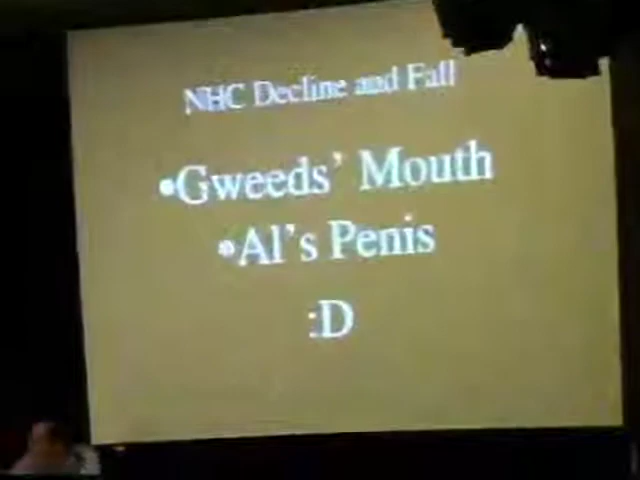 NHC Decline and Fall
•Gweeds' Mouth
•Al's Penis
:D